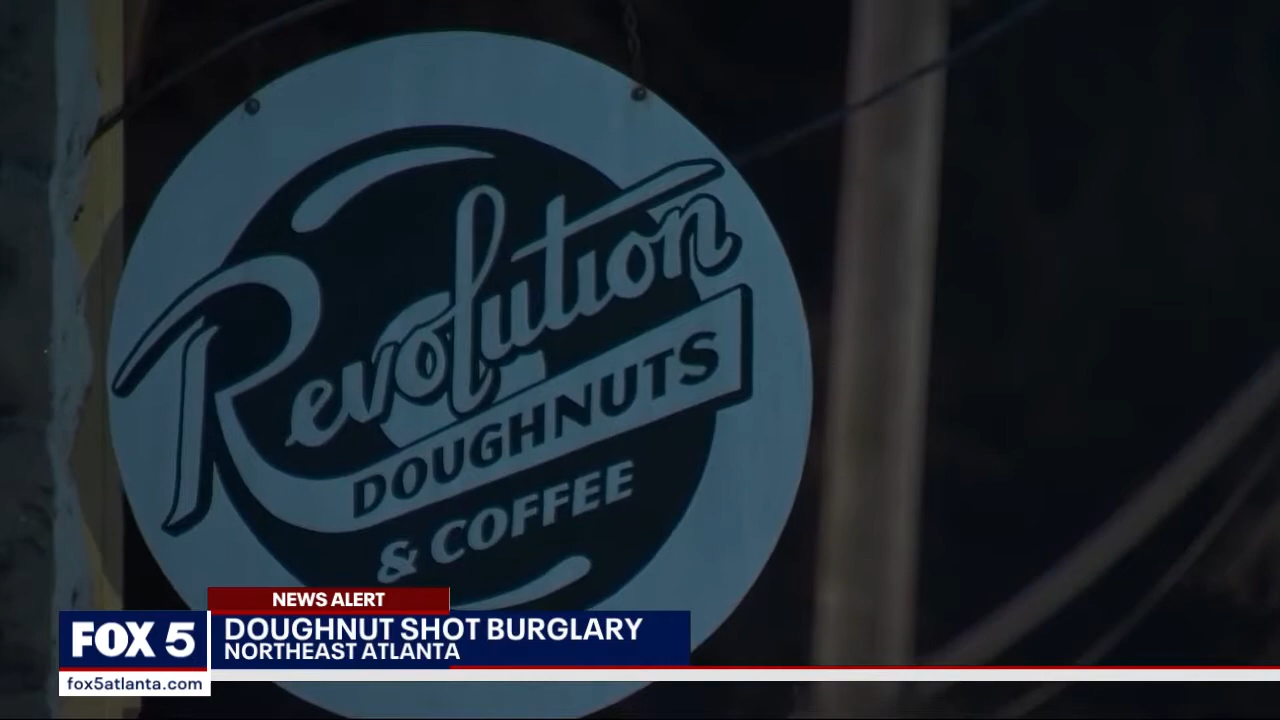 Revolution
DOUGHNUTS
& COFFEE
NEWS ALERT
FOX 5
DOUGHNUT SHOT BURGLARY
NORTHEAST ATLANTA
fox5atlanta.com